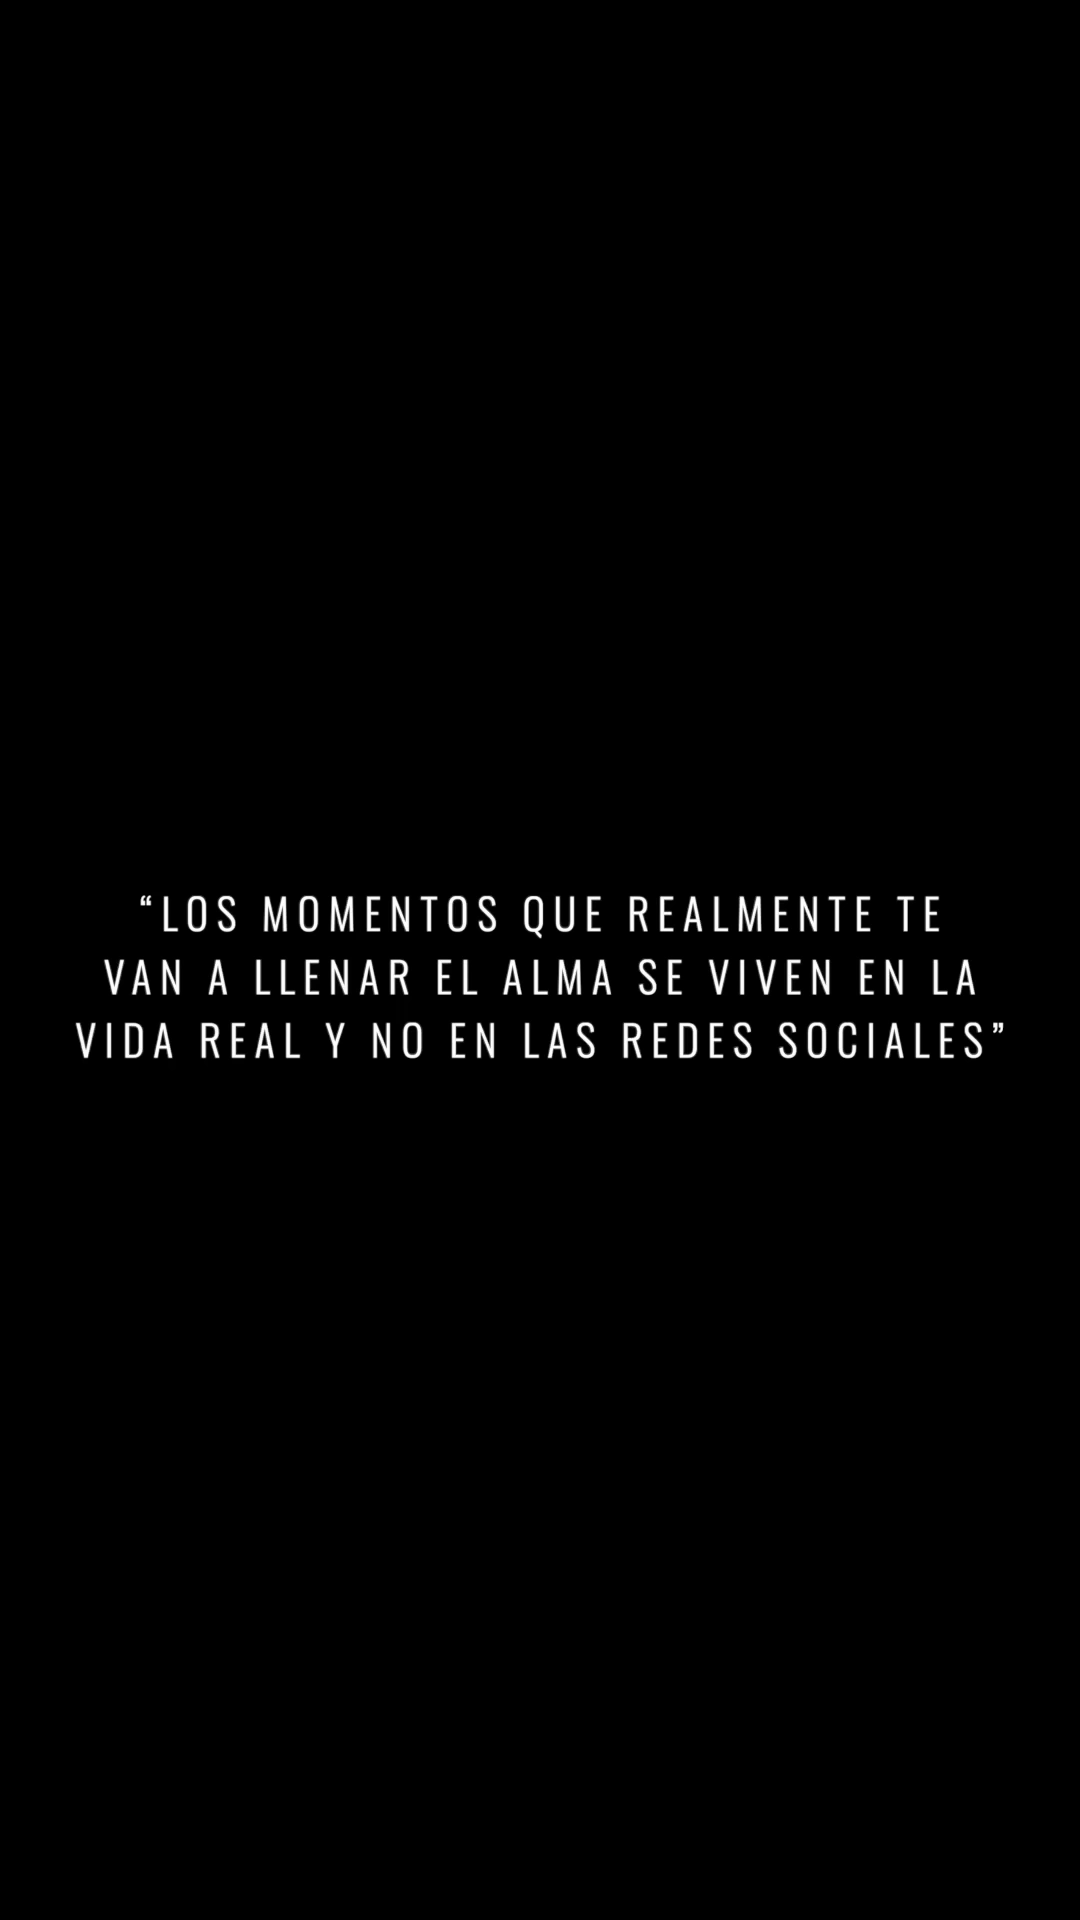 “LOS MOMENTOS QUE REALMENTE TE
VAN A LLENAR EL ALMA SE VIVEN EN LA
VIDA REAL Y NO EN LAS REDES SOCIALES”